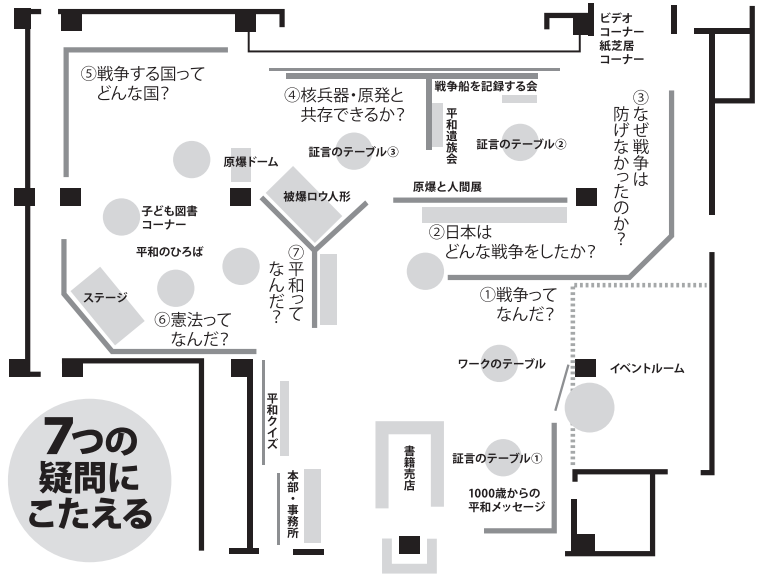 ビデオ
コーナー
紙芝居
コーナー
⑤戦争する国って
どんな国?
④核兵器・原発と
共存できるか?
戦争船を記録する会
平和遺族会
証言のテーブル③
証言のテーブル②
③なぜ戦争は
防げなかったのか?
原爆ドーム
被爆ロウ人形
原爆と人間展
子ども図書
コーナー
平和のひろば
②日本は
どんな戦争をしたか?
⑦平和って
なんだ?
①戦争って
なんだ?
ステージ
⑥憲法って
なんだ?
ワークのテーブル
イベントルーム
平和クイズ
書籍売店
証言のテーブル①
本部・事務所
1000歳からの
平和メッセージ
7つの
疑問に
こたえる